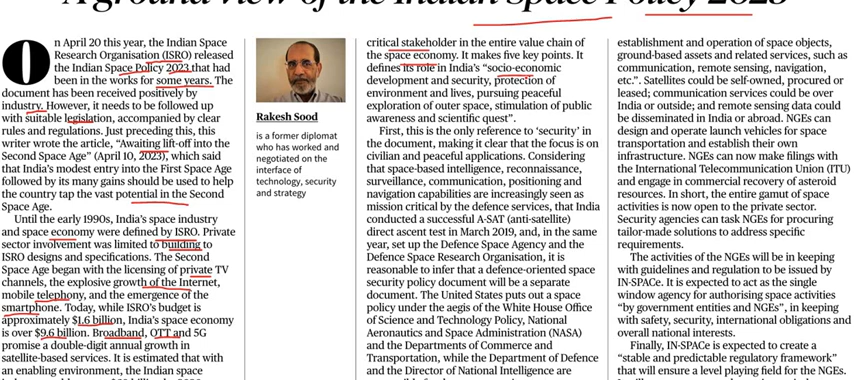 A ground view of the Indian Space Policy 2023
On April 20 this year, the Indian Space
Research Organisation (ISRO) released
the Indian Space Policy 2023 that had
been in the works for some years. The
document has been received positively by
industry. However, it needs to be followed up
with suitable legislation, accompanied by clear
rules and regulations. Just preceding this, this
writer wrote the article, “Awaiting lift-off into the
Second Space Age” (April 10, 2023), which said
that India’s modest entry into the First Space Age
followed by its many gains should be used to help
the country tap the vast potential in the Second
Space Age.
Until the early 1990s, India’s space industry
and space economy were defined by ISRO. Private
sector involvement was limited to building to
ISRO designs and specifications. The Second
Space Age began with the licensing of private TV
channels, the explosive growth of the Internet,
mobile telephony, and the emergence of the
smartphone. Today, while ISRO’s budget is
approximately $1.6 billion, India’s space economy
is over $9.6 billion. Broadband, OTT and 5G
promise a double-digit annual growth in
satellite-based services. It is estimated that with
an enabling environment, the Indian space
Rakesh Sood
is a former diplomat
who has worked and
negotiated on the
interface of
technology, security
and strategy
critical stakeholder in the entire value chain of
the space economy. It makes five key points. It
defines its role in India’s “socio-economic
development and security, protection of
environment and lives, pursuing peaceful
exploration of outer space, stimulation of public
awareness and scientific quest”.
First, this is the only reference to ‘security’ in
the document, making it clear that the focus is on
civilian and peaceful applications. Considering
that space-based intelligence, reconnaissance,
surveillance, communication, positioning and
navigation capabilities are increasingly seen as
mission critical by the defence services, that India
conducted a successful A-SAT (anti-satellite)
direct ascent test in March 2019, and, in the same
year, set up the Defence Space Agency and the
Defence Space Research Organisation, it is
reasonable to infer that a defence-oriented space
security policy document will be a separate
document. The United States puts out a space
policy under the aegis of the White House Office
of Science and Technology Policy, National
Aeronautics and Space Administration (NASA)
and the Departments of Commerce and
Transportation, while the Department of Defence
and the Director of National Intelligence are
establishment and operation of space objects,
ground-based assets and related services, such as
communication, remote sensing, navigation,
etc.”. Satellites could be self-owned, procured or
leased; communication services could be over
India or outside; and remote sensing data could
be disseminated in India or abroad. NGEs can
design and operate launch vehicles for space
transportation and establish their own
infrastructure. NGEs can now make filings with
the International Telecommunication Union (ITU)
and engage in commercial recovery of asteroid
resources. In short, the entire gamut of space
activities is now open to the private sector.
Security agencies can task NGEs for procuring
tailor-made solutions to address specific
requirements.
The activities of the NGEs will be in keeping
with guidelines and regulation to be issued by
IN-SPACe. It is expected to act as the single
window agency for authorising space activities
“by government entities and NGEs”, in keeping
with safety, security, international obligations and
overall national interests.
Finally, IN-SPACe is expected to create a
“stable and predictable regulatory framework”
that will ensure a level playing field for the NGEs.